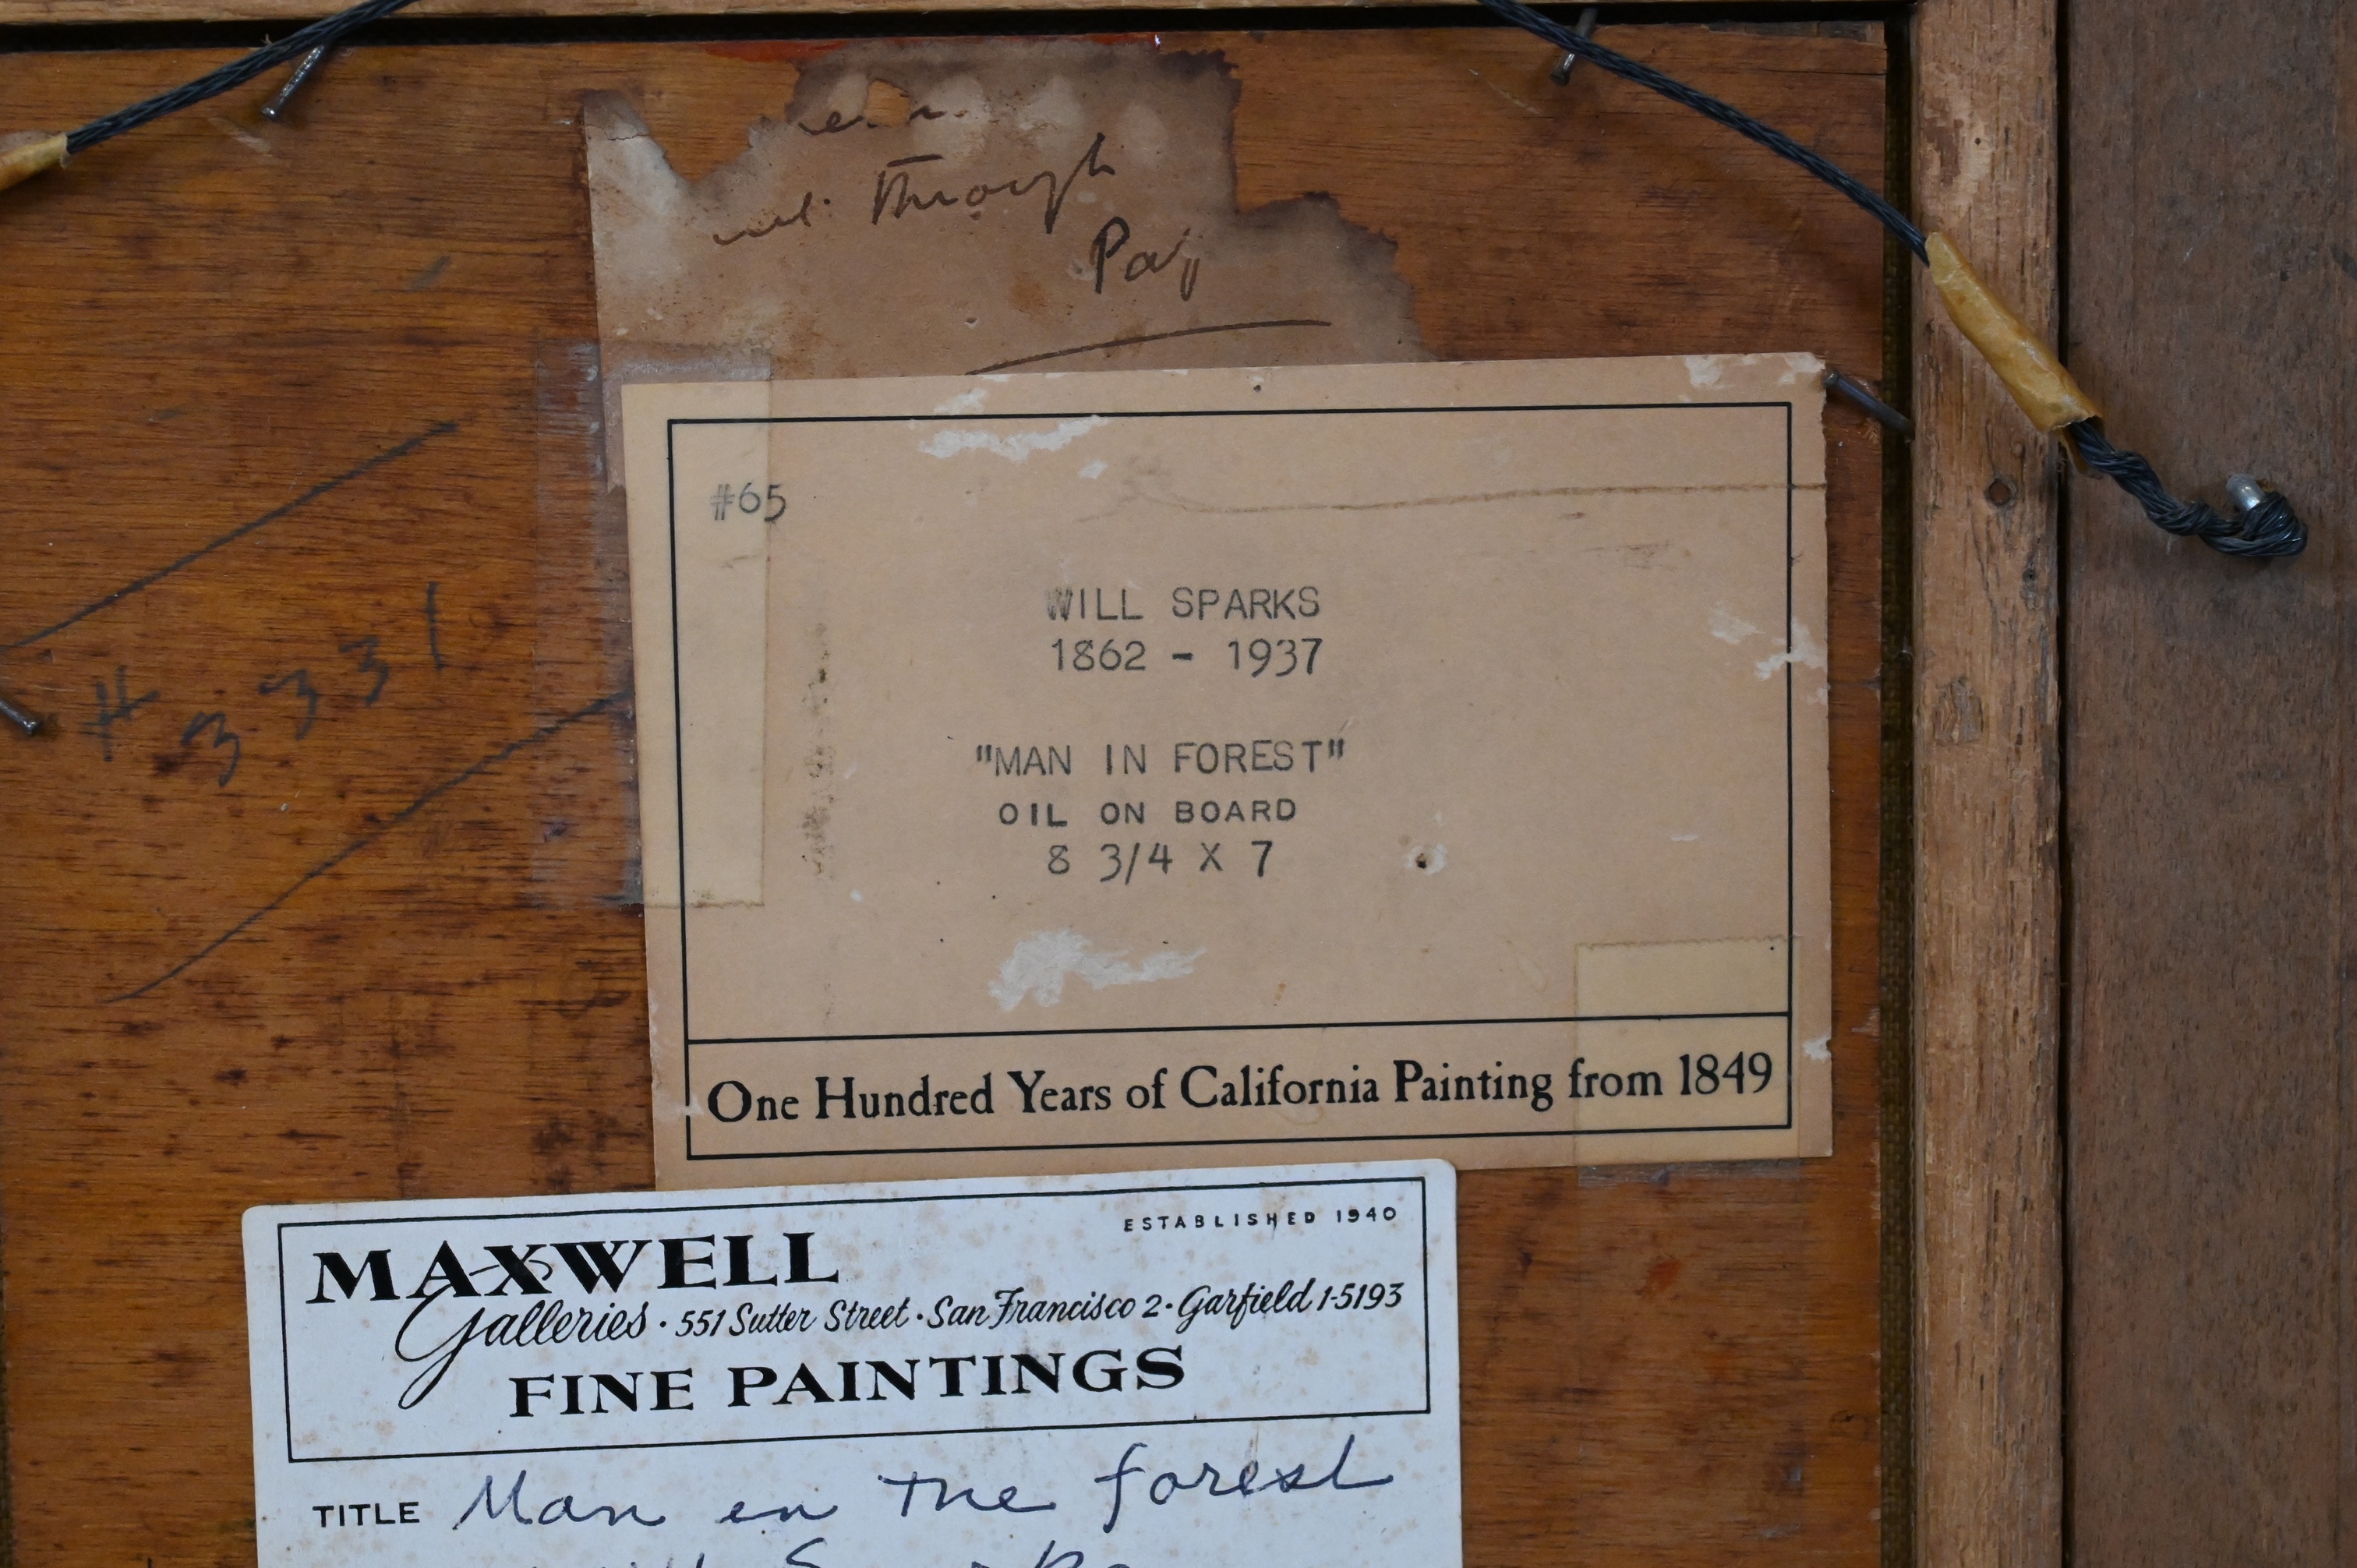 through
Pay
#65
WILL SPARKS
1862 - 1937
"MAN IN FOREST"
OIL ON BOARD
8 3/4 X 7
One Hundred Years of California Painting from 1849
# 3331
ESTABLISHED 1940
MAXWELL
Galleries · 551 Sutter Street · San Francisco 2 · Garfield 1-5193
FINE PAINTINGS
TITLE Man in the forest